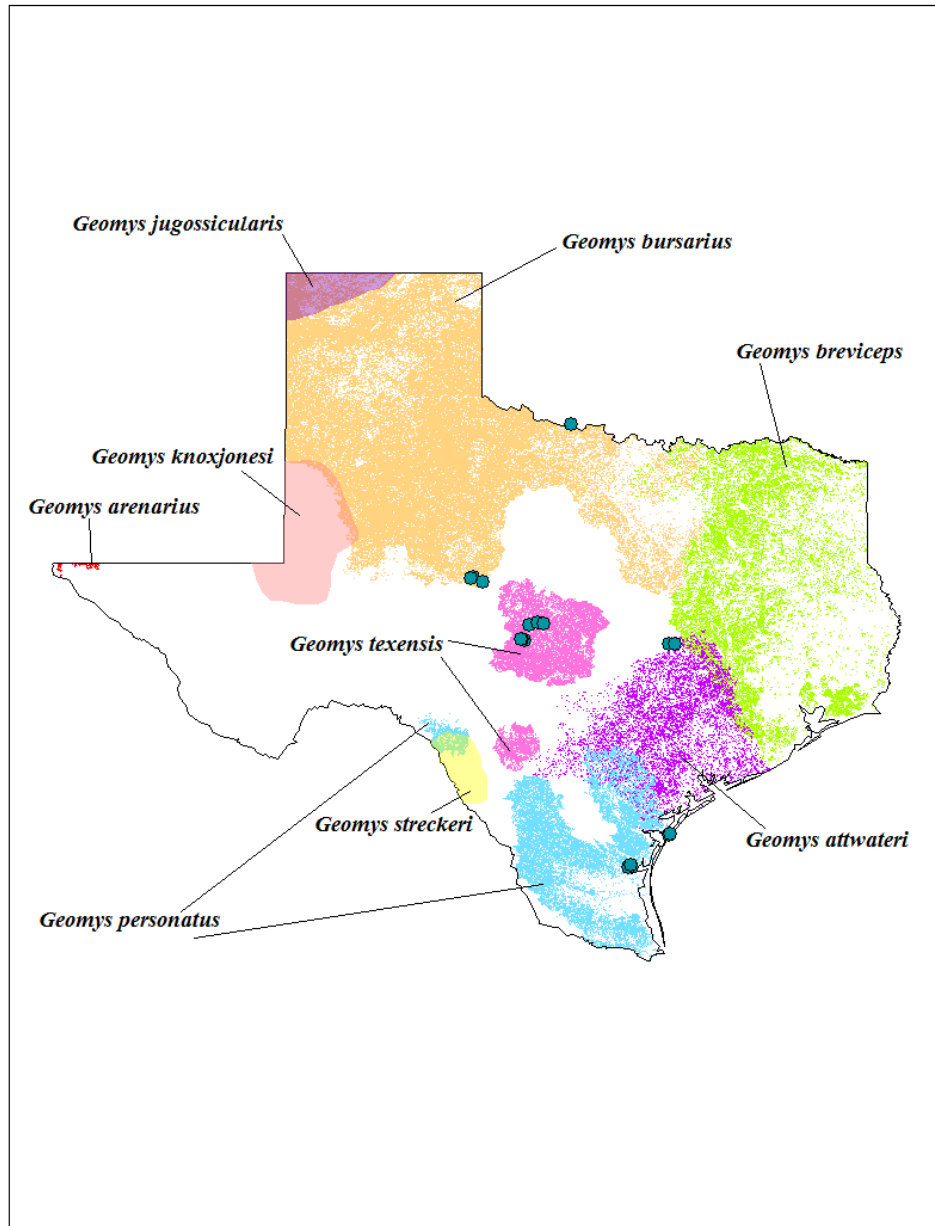 Geomys jugossicularis
Geomys bursarius
Geomys breviceps
Geomys knoxjonesi
Geomys arenarius
Geomys texensis
Geomys streckeri
Geomys attwateri
Geomys personatus